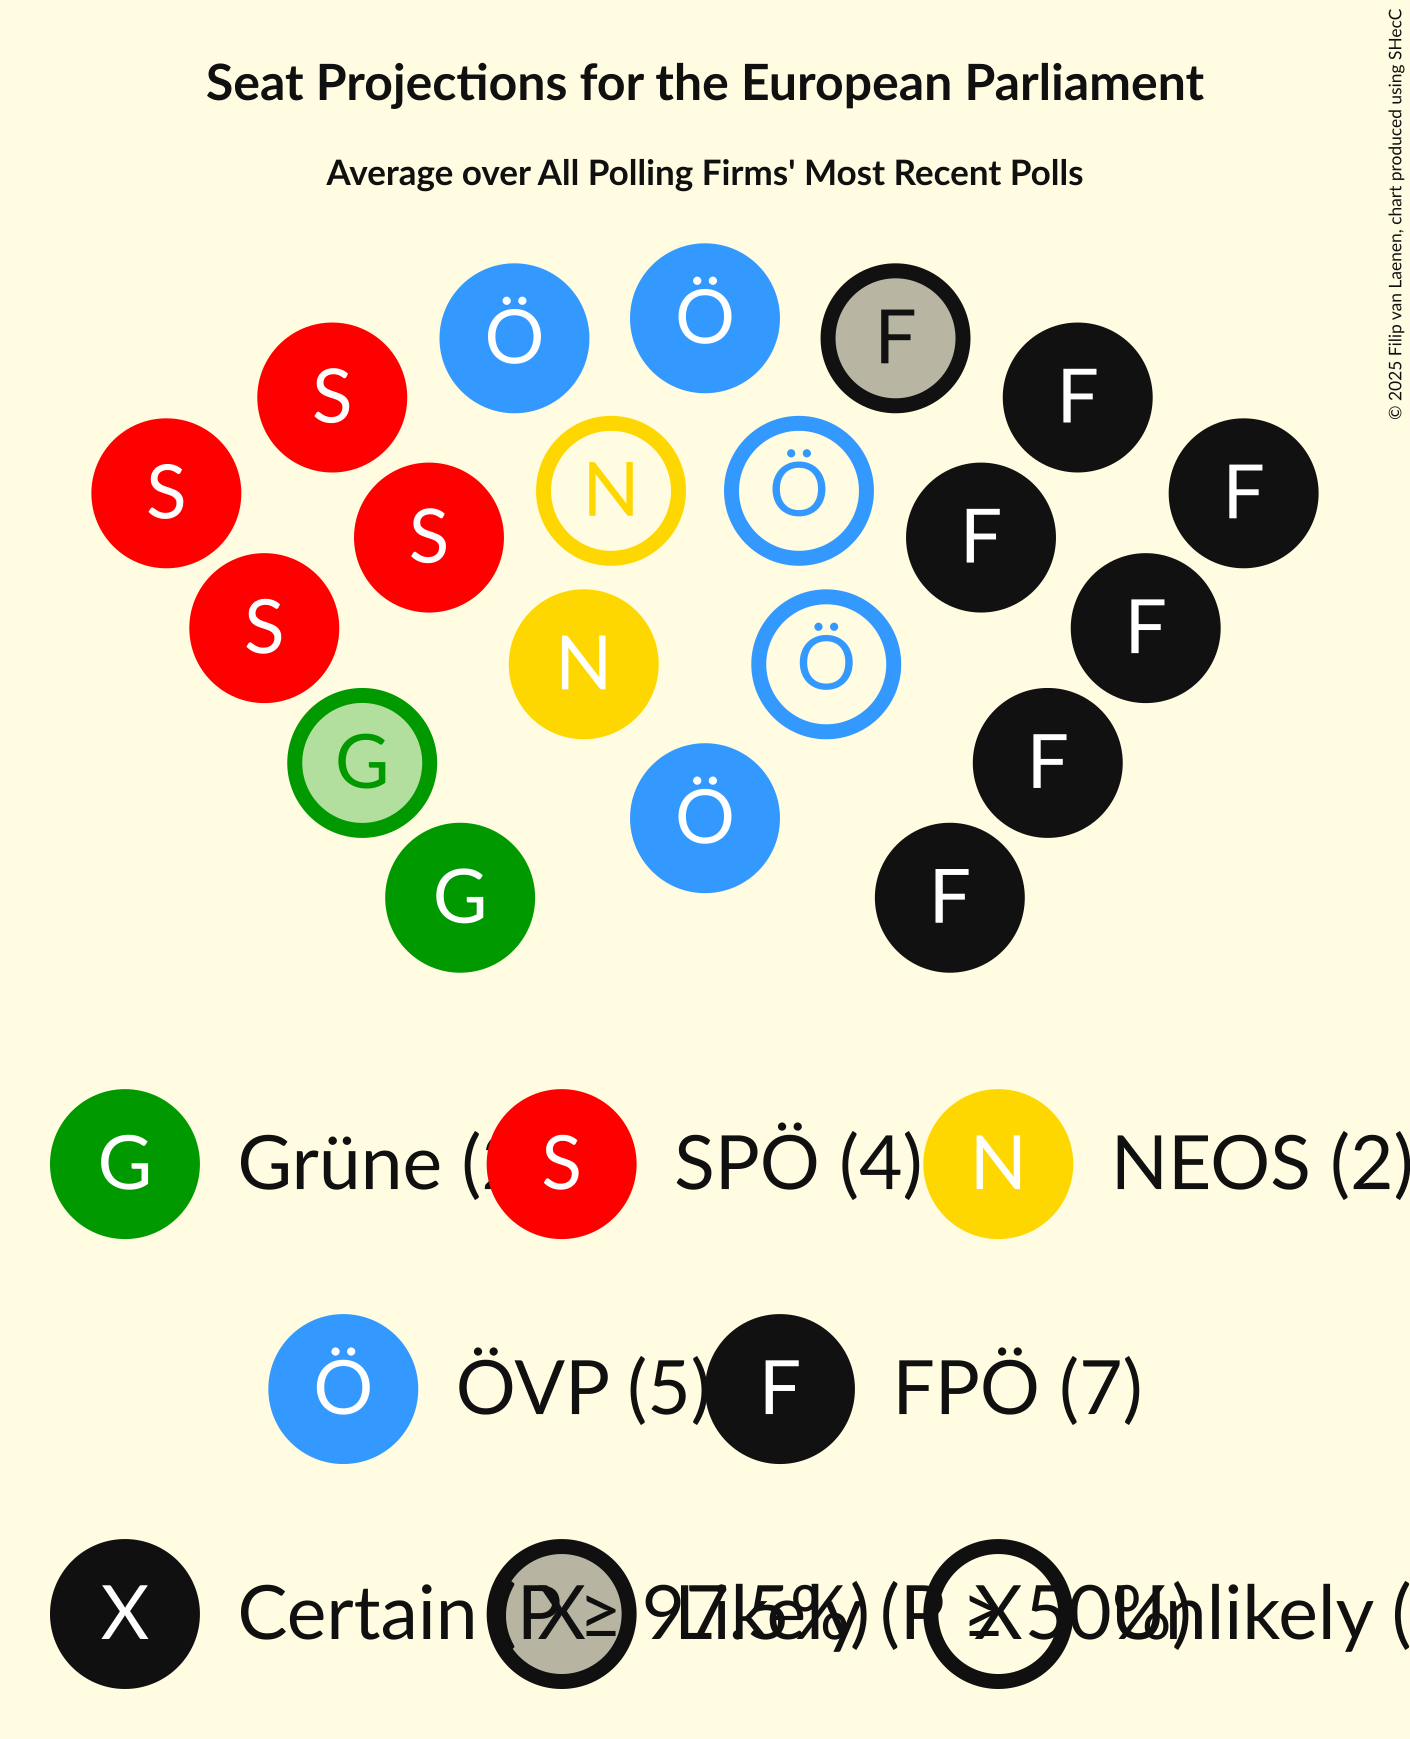 © 2025 Filip van Laenen, chart produced using SHecC
Seat Projections for the European Parliament
Average over All Polling Firms' Most Recent Polls
Ö
Ö F
S F
S N Ö F
S S F F
N Ö
S F
G F
Ö
G F
G Grüne ( S SPÖ (4) N NEOS (2)
Ö ÖVP (5) F FPÖ (7)
X Certain (P ≥ 97.5%) X Likely (P ≥ 50%) X Unlikely (